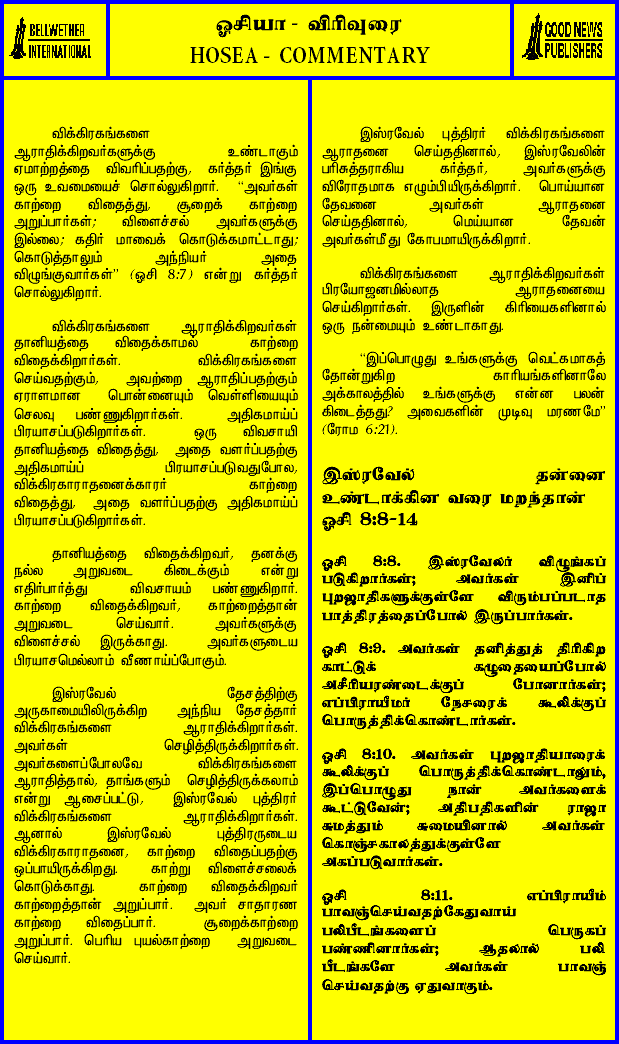 BELLWETHER
INTERNATIONAL
ஓசியா - விரிவுரை
HOSEA - COMMENTARY
GOOD NEWS
PUBLISHERS
விக்கிரகங்களை
ஆராதிக்கிறவர்களுக்கு உண்டாகும்
ஏமாற்றத்தை விவரிப்பதற்கு, கர்த்தர் இங்கு
ஒரு உவமையைச் சொல்லுகிறார். “அவர்கள்
காற்றை விதைத்து, சூறைக் காற்றை
அறுப்பார்கள்; விளைச்சல் அவர்களுக்கு
இல்லை; கதிர் மாவைக் கொடுக்கமாட்டாது;
கொடுத்தாலும் அந்நியர் அதை
விழுங்குவார்கள்” (ஓசி 8:7) என்று கர்த்தர்
சொல்லுகிறார்.
விக்கிரகங்களை ஆராதிக்கிறவர்கள்
தானியத்தை விதைக்காமல் காற்றை
விதைக்கிறார்கள். விக்கிரகங்களை
செய்வதற்கும், அவற்றை ஆராதிப்பதற்கும்
ஏராளமான பொன்னையும் வெள்ளியையும்
செலவு பண்ணுகிறார்கள். அதிகமாய்ப்
பிரயாசப்படுகிறார்கள். ஒரு விவசாயி
தானியத்தை விதைத்து, அதை வளர்ப்பதற்கு
அதிகமாய்ப் பிரயாசப்படுவதுபோல,
விக்கிரகாராதனைக்காரர் காற்றை
விதைத்து, அதை வளர்ப்பதற்கு அதிகமாய்ப்
பிரயாசப்படுகிறார்கள்.
தானியத்தை விதைக்கிறவர், தனக்கு
நல்ல அறுவடை கிடைக்கும் என்று
எதிர்பார்த்து விவசாயம் பண்ணுகிறார்.
காற்றை விதைக்கிறவர், காற்றைத்தான்
அறுவடை செய்வார். அவர்களுக்கு
விளைச்சல் இருக்காது. அவர்களுடைய
பிரயாசமெல்லாம் வீணாய்ப்போகும்.
இஸ்ரவேல் தேசத்திற்கு
அருகாமையிலிருக்கிற அந்நிய தேசத்தார்
விக்கிரகங்களை ஆராதிக்கிறார்கள்.
அவர்கள் செழித்திருக்கிறார்கள்.
அவர்களைப்போலவே விக்கிரகங்களை
ஆராதித்தால், தாங்களும் செழித்திருக்கலாம்
என்று ஆசைப்பட்டு, இஸ்ரவேல் புத்திரர்
விக்கிரகங்களை ஆராதிக்கிறார்கள்.
ஆனால் இஸ்ரவேல் புத்திரருடைய
விக்கிரகாராதனை, காற்றை விதைப்பதற்கு
ஒப்பாயிருக்கிறது. காற்று விளைச்சலைக்
கொடுக்காது. காற்றை விதைக்கிறவர்
காற்றைத்தான் அறுப்பார். அவர் சாதாரண
காற்றை விதைப்பார். சூறைக்காற்றை
அறுப்பார். பெரிய புயல்காற்றை அறுவடை
செய்வார்.
இஸ்ரவேல் புத்திரர் விக்கிரகங்களை
ஆராதனை செய்ததினால், இஸ்ரவேலின்
பரிசுத்தராகிய கர்த்தர், அவர்களுக்கு
விரோதமாக எழும்பியிருக்கிறார். பொய்யான
தேவனை அவர்கள் ஆராதனை
செய்ததினால், மெய்யான தேவன்
அவர்கள்மீது கோபமாயிருக்கிறார்.
விக்கிரகங்களை ஆராதிக்கிறவர்கள்
பிரயோஜனமில்லாத ஆராதனையை
செய்கிறார்கள். இருளின் கிரியைகளினால்
ஒரு நன்மையும் உண்டாகாது.
“இப்பொழுது உங்களுக்கு வெட்கமாகத்
தோன்றுகிற காரியங்களினாலே
அக்காலத்தில் உங்களுக்கு என்ன பலன்
கிடைத்தது? அவைகளின் முடிவு மரணமே”
(ரோம 6:21).
இஸ்ரவேல் தன்னை
உண்டாக்கின வரை மறந்தான்
ஓசி 8:8-14
ஓசி 8:8. இஸ்ரவேலர் விழுங்கப்
படுகிறார்கள்; அவர்கள் இனிப்
புறஜாதிகளுக்குள்ளே விரும்பப்படாத
பாத்திரத்தைப்போல் இருப்பார்கள்.
ஓசி 8:9. அவர்கள் தனித்துத் திரிகிற
காட்டுக் கழுதையைப்போல்
அசீரியரண்டைக்குப் போனார்கள்;
எப்பிராயீமர் நேசரைக் கூலிக்குப்
பொருத்திக்கொண்டார்கள்.
ஓசி 8:10. அவர்கள் புறஜாதியாரைக்
கூலிக்குப் பொருத்திக்கொண்டாலும்,
இப்பொழுது நான் அவர்களைக்
கூட்டுவேன்; அதிபதிகளின் ராஜா
சுமத்தும் சுமையினால் அவர்கள்
கொஞ்சகாலத்துக்குள்ளே
அகப்படுவார்கள்.
ஓசி 8:11. எப்பிராயீம்
பாவஞ்செய்வதற்கேதுவாய்
பலிபீடங்களைப் பெருகப்
பண்ணினார்கள்; ஆதலால் பலி
பீடங்களே அவர்கள் பாவஞ்
செய்வதற்கு ஏதுவாகும்.